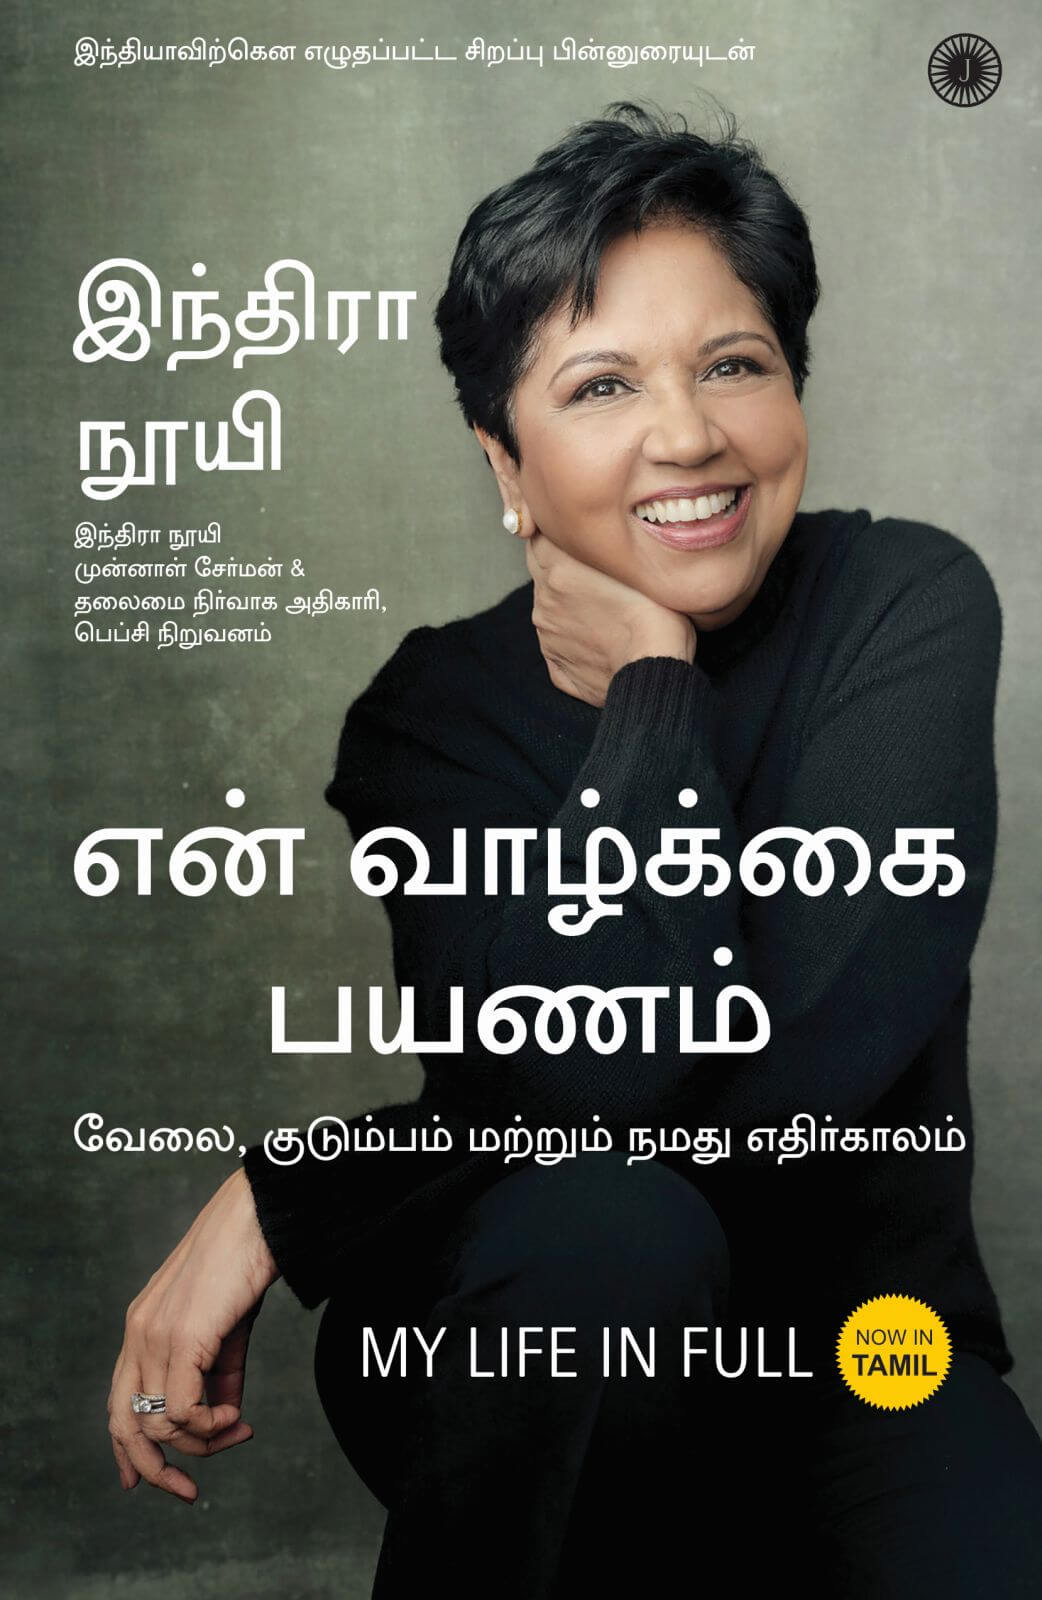 இந்தியாவிற்கென எழுதப்பட்ட சிறப்பு பின்னுரையுடன்
J
இந்திரா
நூயி
இந்திரா நூயி
முன்னாள் சேர்மன் &
தலைமை நிர்வாக அதிகாரி,
பெப்சி நிறுவனம்
என் வாழ்க்கை
பயணம்
வேலை, குடும்பம் மற்றும் நமது எதிர்காலம்
MY LIFE IN FULL
NOW IN
TAMIL